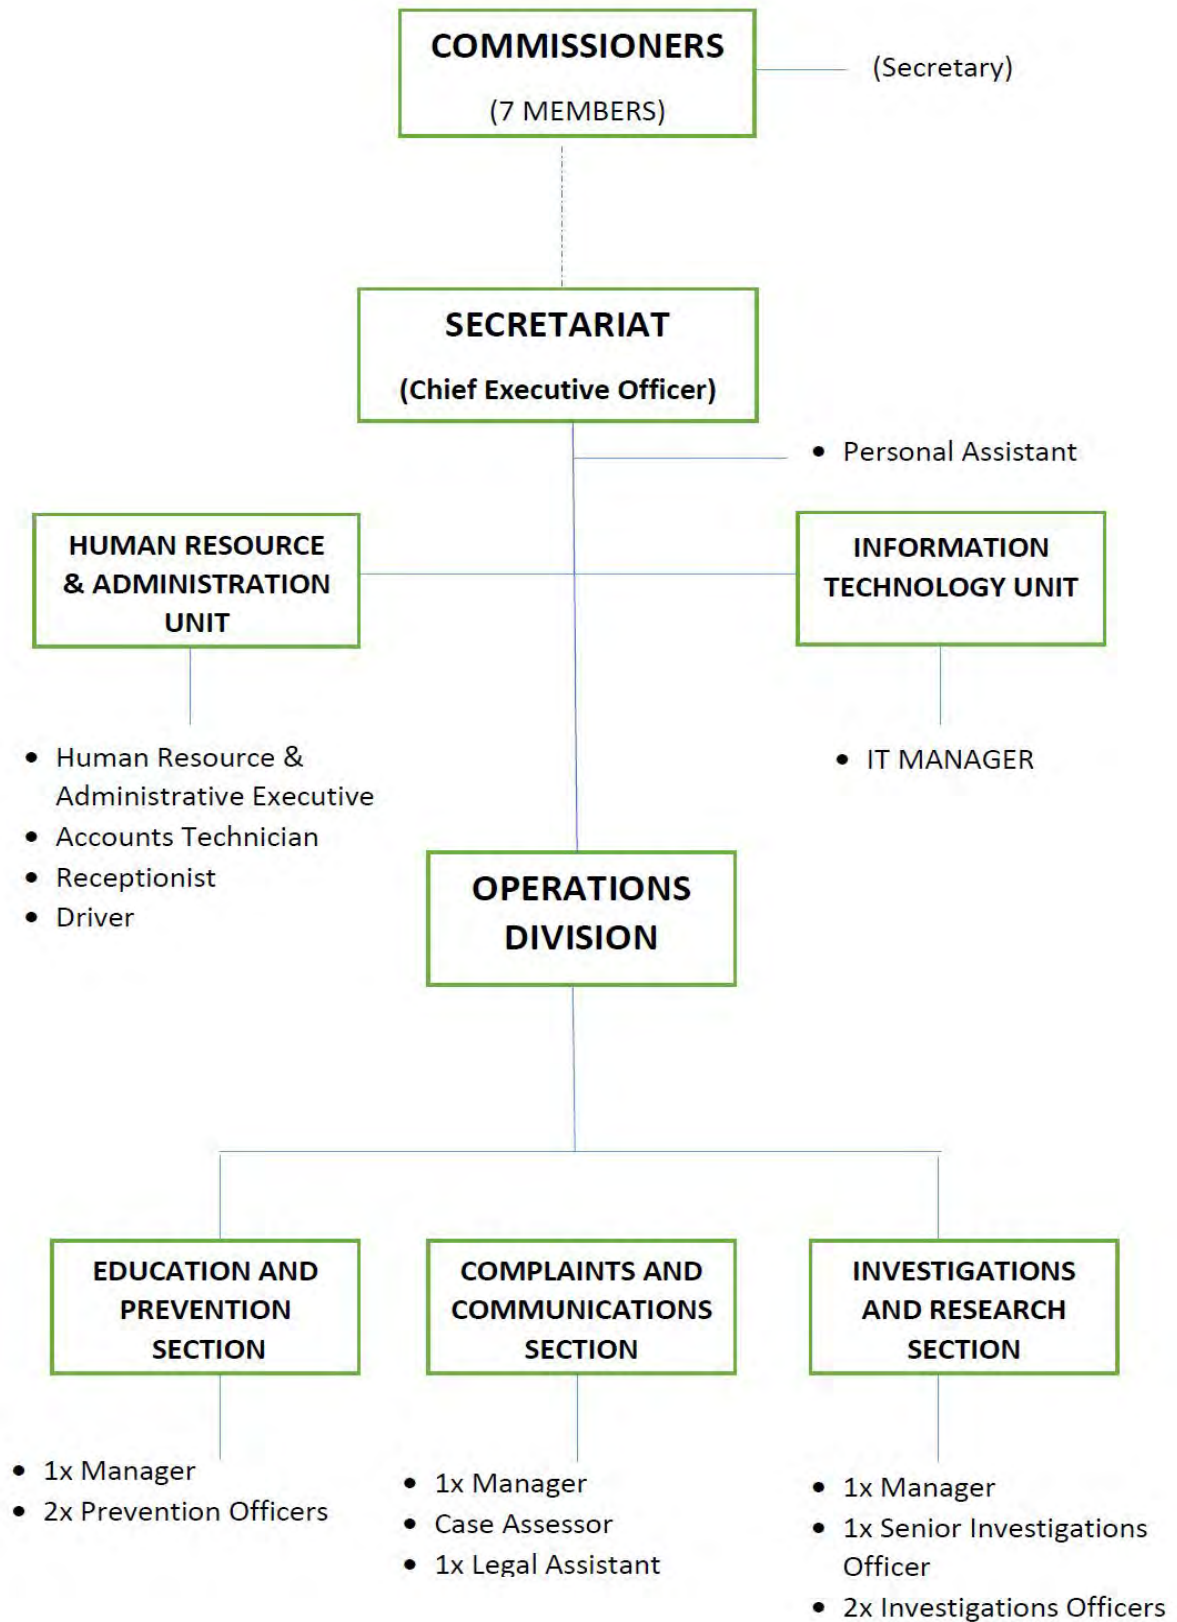 COMMISSIONERS
(7 MEMBERS)
(Secretary)
SECRETARIAT
(Chief Executive Officer)
• Personal Assistant
HUMAN RESOURCE
& ADMINISTRATION
UNIT
INFORMATION
TECHNOLOGY UNIT
• Human Resource &
Administrative Executive
• Accounts Technician
• Receptionist
• Driver
• IT MANAGER
OPERATIONS
DIVISION
EDUCATION AND
PREVENTION
SECTION
COMPLAINTS AND
COMMUNICATIONS
SECTION
INVESTIGATIONS
AND RESEARCH
SECTION
• 1x Manager
• 2x Prevention Officers
• 1x Manager
• Case Assessor
• 1x Legal Assistant
• 1x Manager
• 1x Senior Investigations
Officer
• 2x Investigations Officers